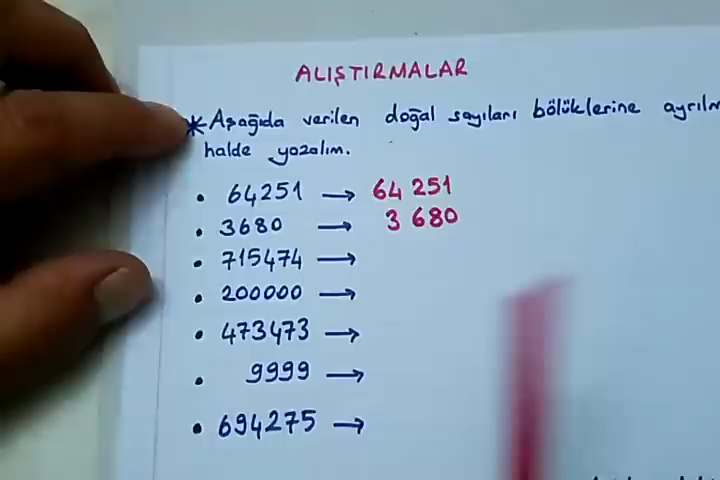 ALIŞTIRMALAR
* Aşağıda verilen doğal sayıları bölüklerine
halde yazalım.
• 64251 → 64 251
• 3680 → 3 680
• 715474 →
• 200000 →
• 473473 →
• 9999 →
• 694275 →